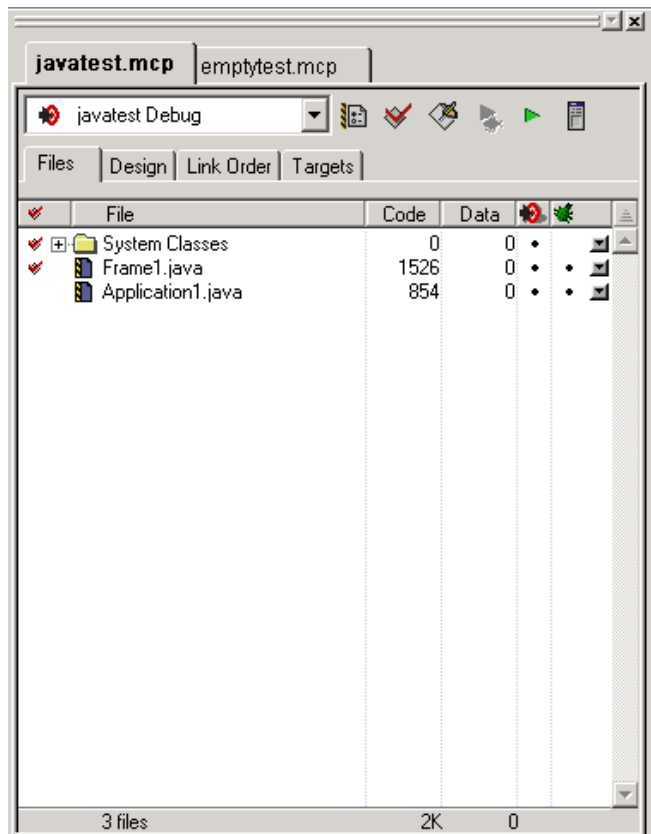 javatest.mcp emptytest.mcp
javatest Debug
Files Design Link Order Targets
File Code Data
System Classes 0 0
Frame1.java 1526 0
Application1.java 854 0
3 files 2K 0